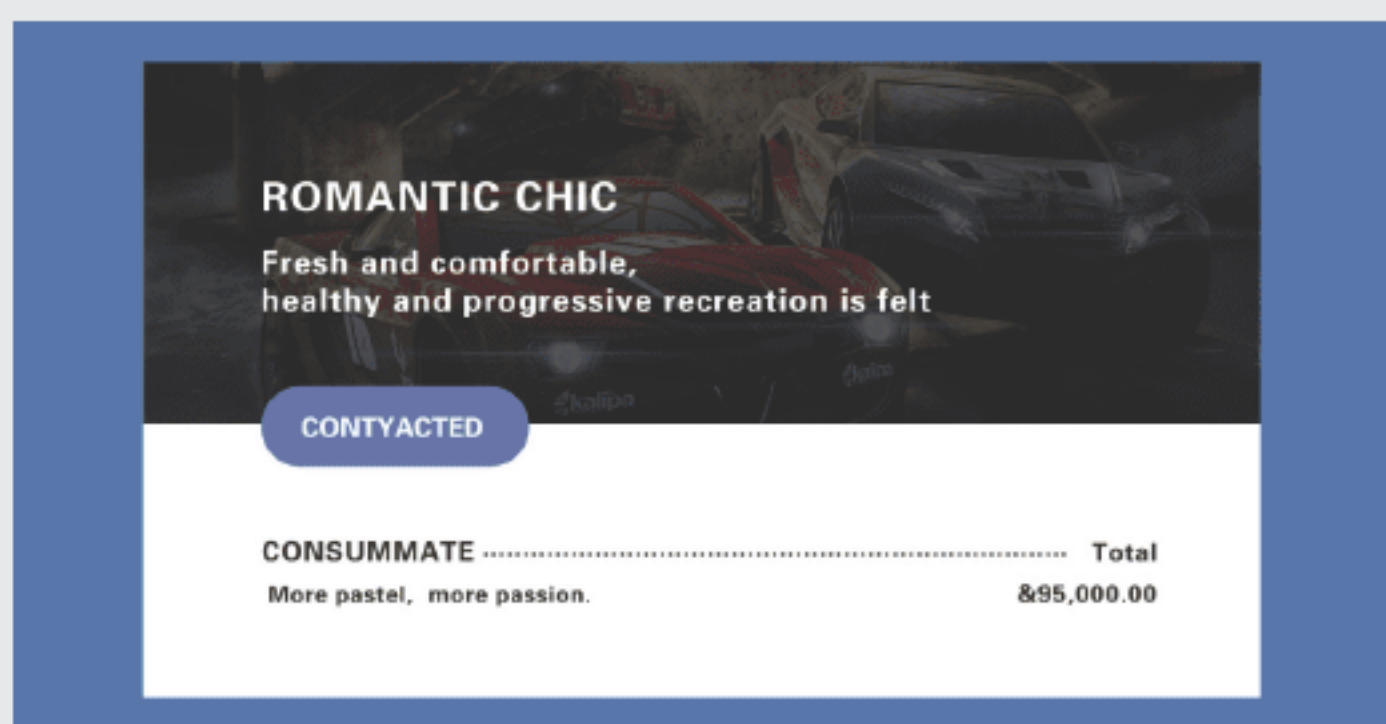 ROMANTIC CHIC
Fresh and comfortable,
healthy and progressive recreation is felt
kalipo
CONTYACTED
CONSUMMATE Total
More pastel, more passion. &95,000.00